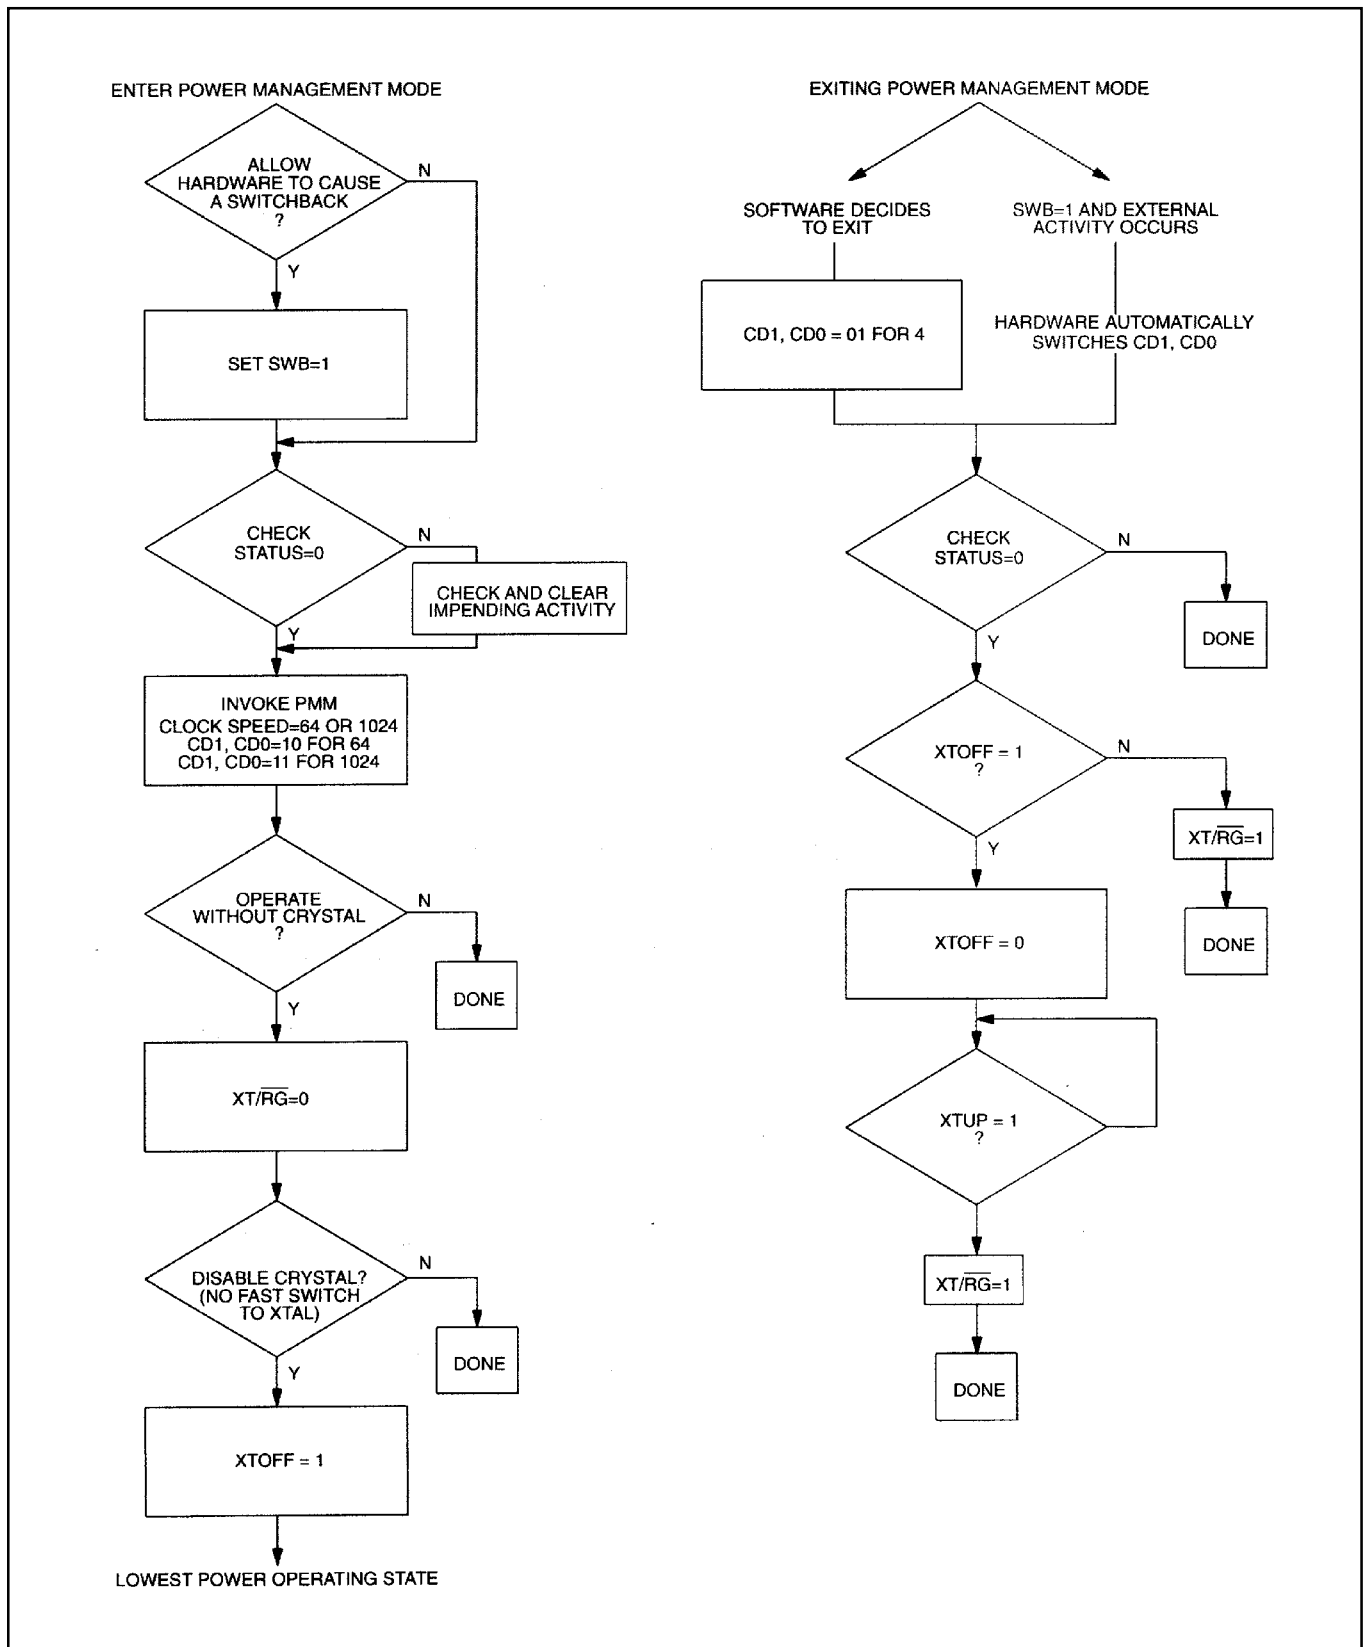 ENTER POWER MANAGEMENT MODE
ALLOW
HARDWARE TO CAUSE
A SWITCHBACK
?
N
Y
SET SWB=1
CHECK
STATUS=0
N
CHECK AND CLEAR
IMPENDING ACTIVITY
Y
INVOKE PMM
CLOCK SPEED=64 OR 1024
CD1, CD0=10 FOR 64
CD1, CD0=11 FOR 1024
OPERATE
WITHOUT CRYSTAL
?
N
DONE
Y
XT/R̅G̅=0
DISABLE CRYSTAL?
(NO FAST SWITCH
TO XTAL)
N
DONE
Y
XTOFF = 1
LOWEST POWER OPERATING STATE
EXITING POWER MANAGEMENT MODE
SOFTWARE DECIDES
TO EXIT
SWB=1 AND EXTERNAL
ACTIVITY OCCURS
CD1, CD0 = 01 FOR 4
HARDWARE AUTOMATICALLY
SWITCHES CD1, CD0
CHECK
STATUS=0
N
DONE
Y
XTOFF = 1
?
N
XT/R̅G̅=1
DONE
Y
XTOFF = 0
XTUP = 1
?
XT/R̅G̅=1
DONE